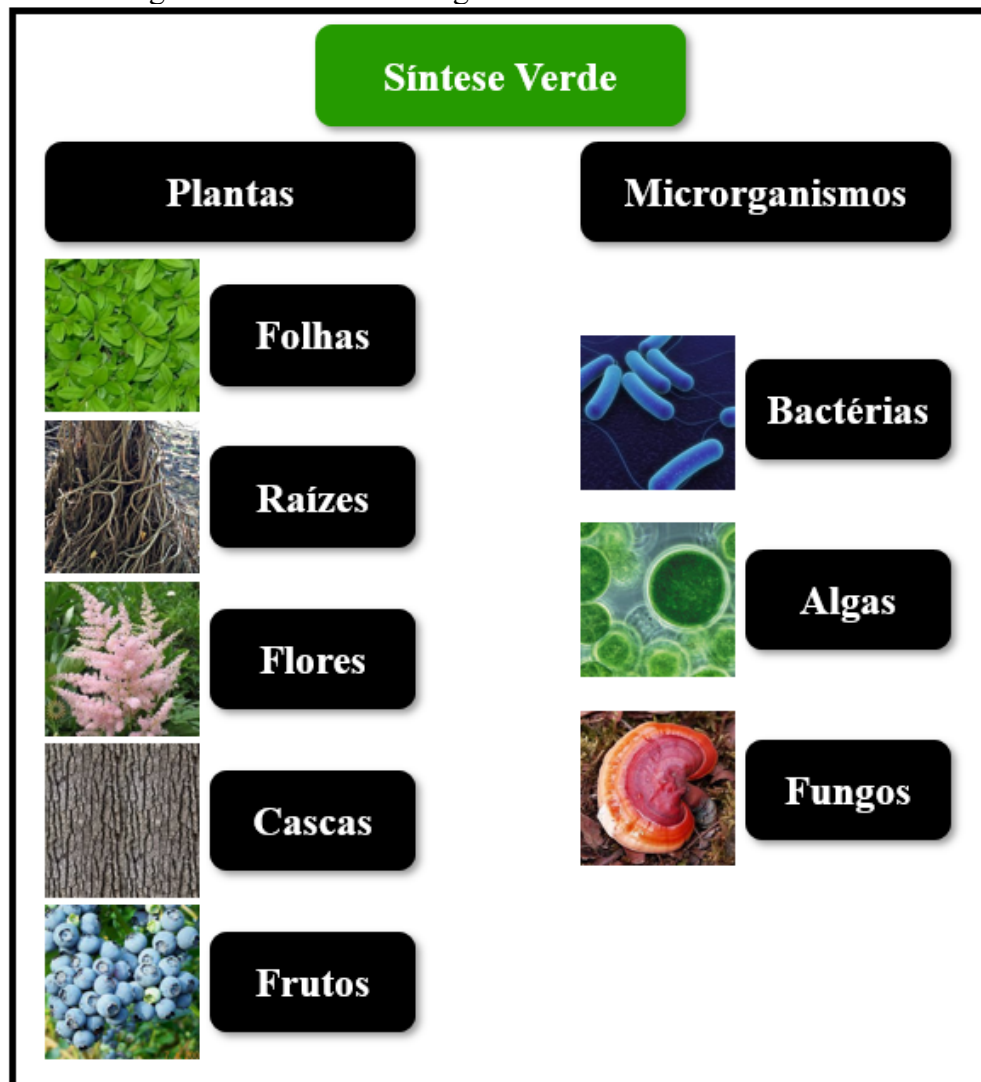 Síntese Verde
Plantas
Microrganismos
Folhas
Raízes
Flores
Cascas
Frutos
Bactérias
Algas
Fungos